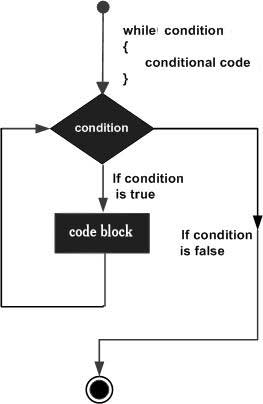 while condition
{
conditional code
}
condition
If condition
is true
code block
If condition
is false